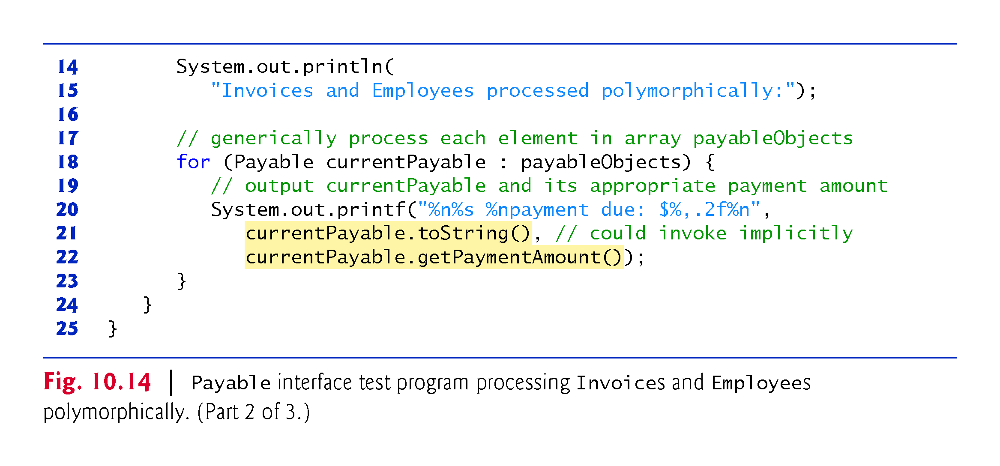 14 System.out.println(
15 "Invoices and Employees processed polymorphically:");
16
17 // generically process each element in array payableObjects
18 for (Payable currentPayable : payableObjects) {
19 // output currentPayable and its appropriate payment amount
20 System.out.printf("%n%s %npayment due: $%,.2f%n",
21 currentPayable.toString(), // could invoke implicitly
22 currentPayable.getPaymentAmount());
23 }
24 }
25 }
Fig. 10.14 | Payable interface test program processing Invoices and Employees
polymorphically. (Part 2 of 3.)